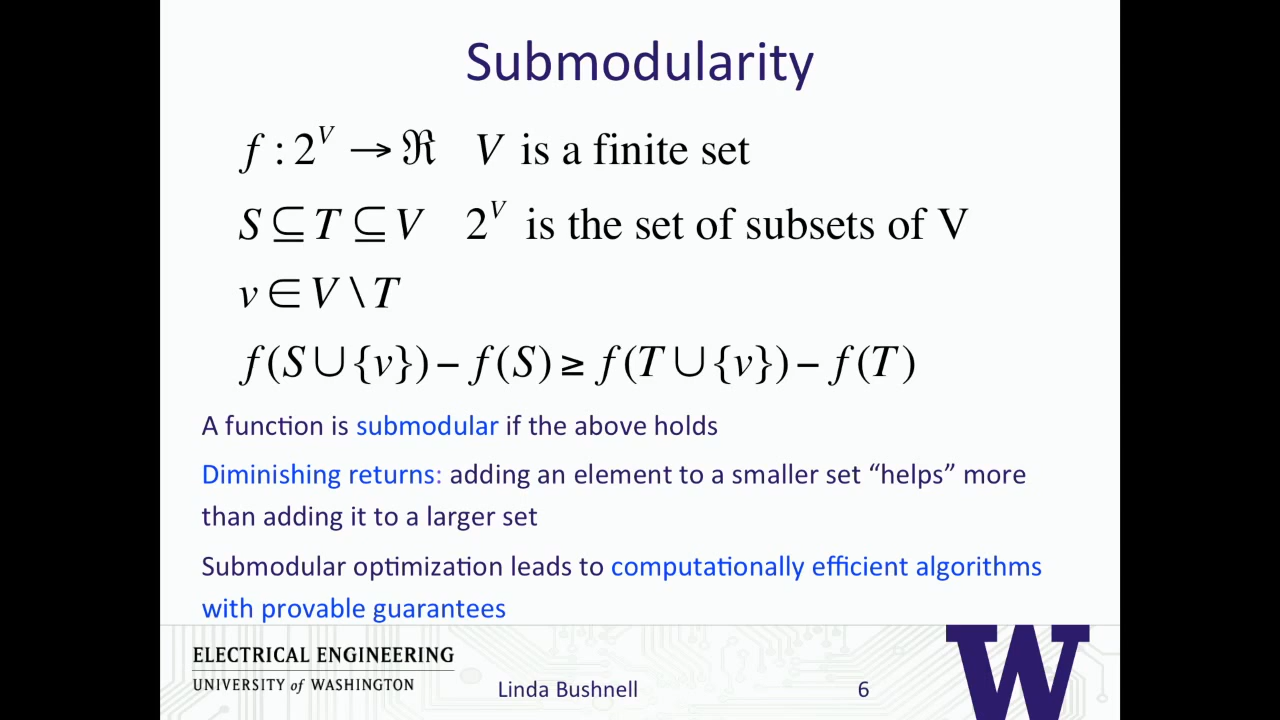 Submodularity
f : 2^V → ℜ   V is a finite set
S ⊆ T ⊆ V   2^V is the set of subsets of V
v ∈ V \ T
f(S ∪ {v}) − f(S) ≥ f(T ∪ {v}) − f(T)
A function is submodular if the above holds
Diminishing returns: adding an element to a smaller set “helps” more
than adding it to a larger set
Submodular optimization leads to computationally efficient algorithms
with provable guarantees
ELECTRICAL ENGINEERING
UNIVERSITY of WASHINGTON
Linda Bushnell
6
W